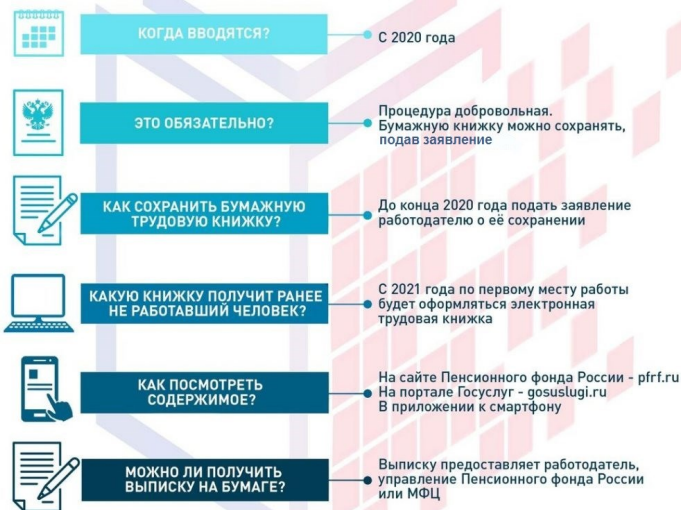 КОГДА ВВОДЯТСЯ?
С 2020 года
ЭТО ОБЯЗАТЕЛЬНО?
Процедура добровольная.
Бумажную книжку можно сохранять,
подав заявление
КАК СОХРАНИТЬ БУМАЖНУЮ
ТРУДОВУЮ КНИЖКУ?
До конца 2020 года подать заявление
работодателю о её сохранении
КАКУЮ КНИЖКУ ПОЛУЧИТ РАНЕЕ
НЕ РАБОТАВШИЙ ЧЕЛОВЕК?
С 2021 года по первому месту работы
будет оформляться электронная
трудовая книжка
КАК ПОСМОТРЕТЬ
СОДЕРЖИМОЕ?
На сайте Пенсионного фонда России - pfrf.ru
На портале Госуслуг - gosuslugi.ru
В приложении к смартфону
МОЖНО ЛИ ПОЛУЧИТЬ
ВЫПИСКУ НА БУМАГЕ?
Выписку предоставляет работодатель,
управление Пенсионного фонда России
или МФЦ